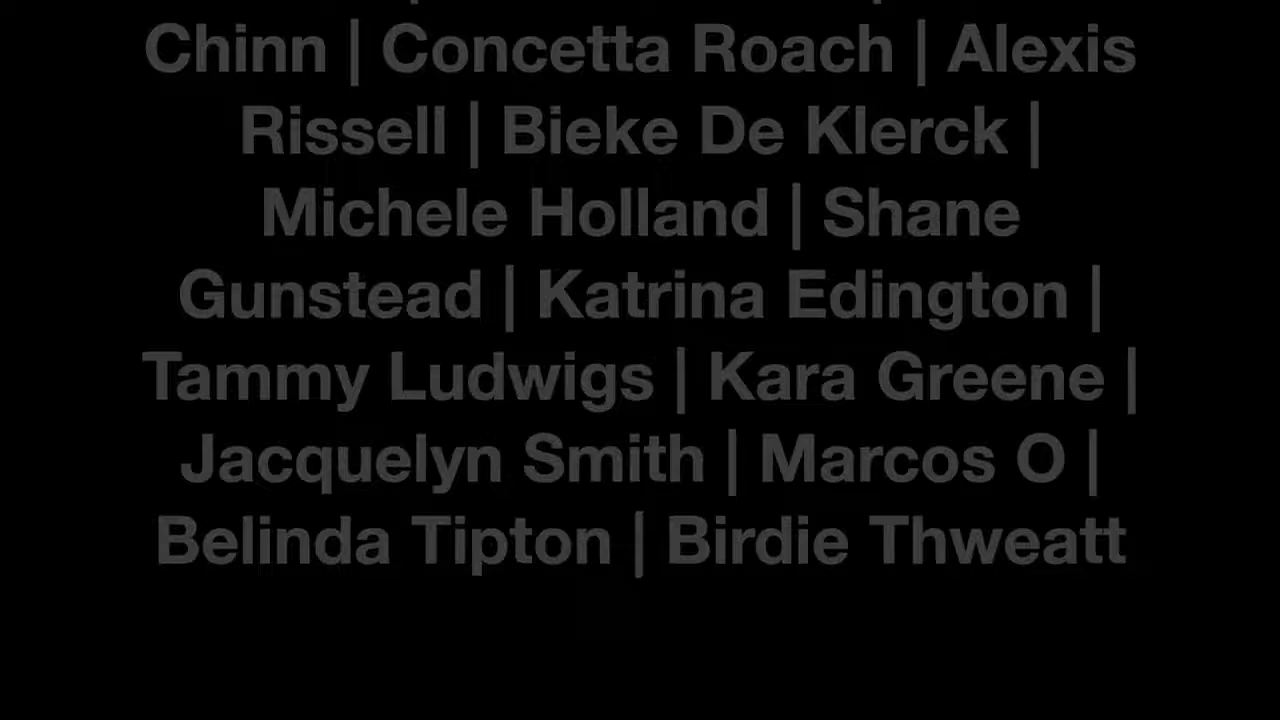 Chinn | Concetta Roach | Alexis
Rissell | Bieke De Klerck |
Michele Holland | Shane
Gunstead | Katrina Edington |
Tammy Ludwigs | Kara Greene |
Jacquelyn Smith | Marcos O |
Belinda Tipton | Birdie Thweatt